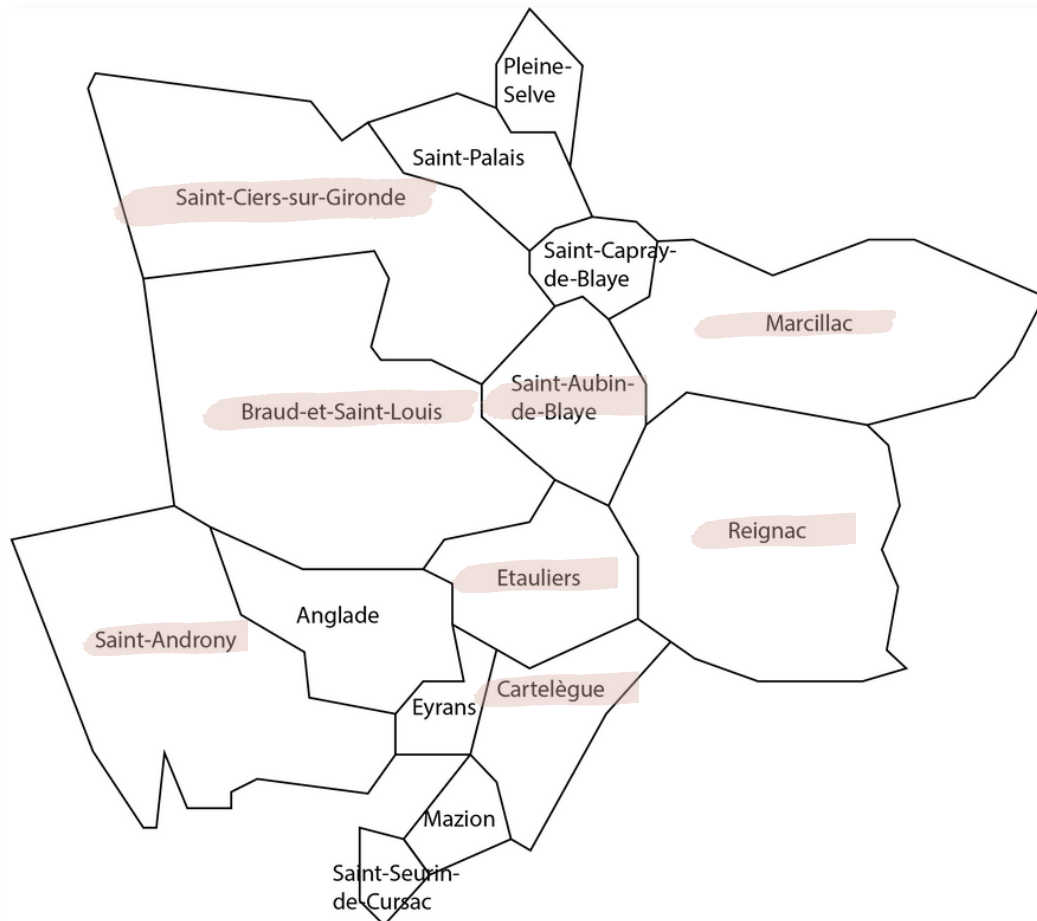 Pleine-
Selve
Saint-Palais
Saint-Ciers-sur-Gironde
Saint-Capray-
de-Blaye
Marcillac
Saint-Aubin-
de-Blaye
Braud-et-Saint-Louis
Reignac
Etauliers
Anglade
Saint-Androny
Cartelègue
Eyrans
Mazion
Saint-Seurin-
de-Cursac